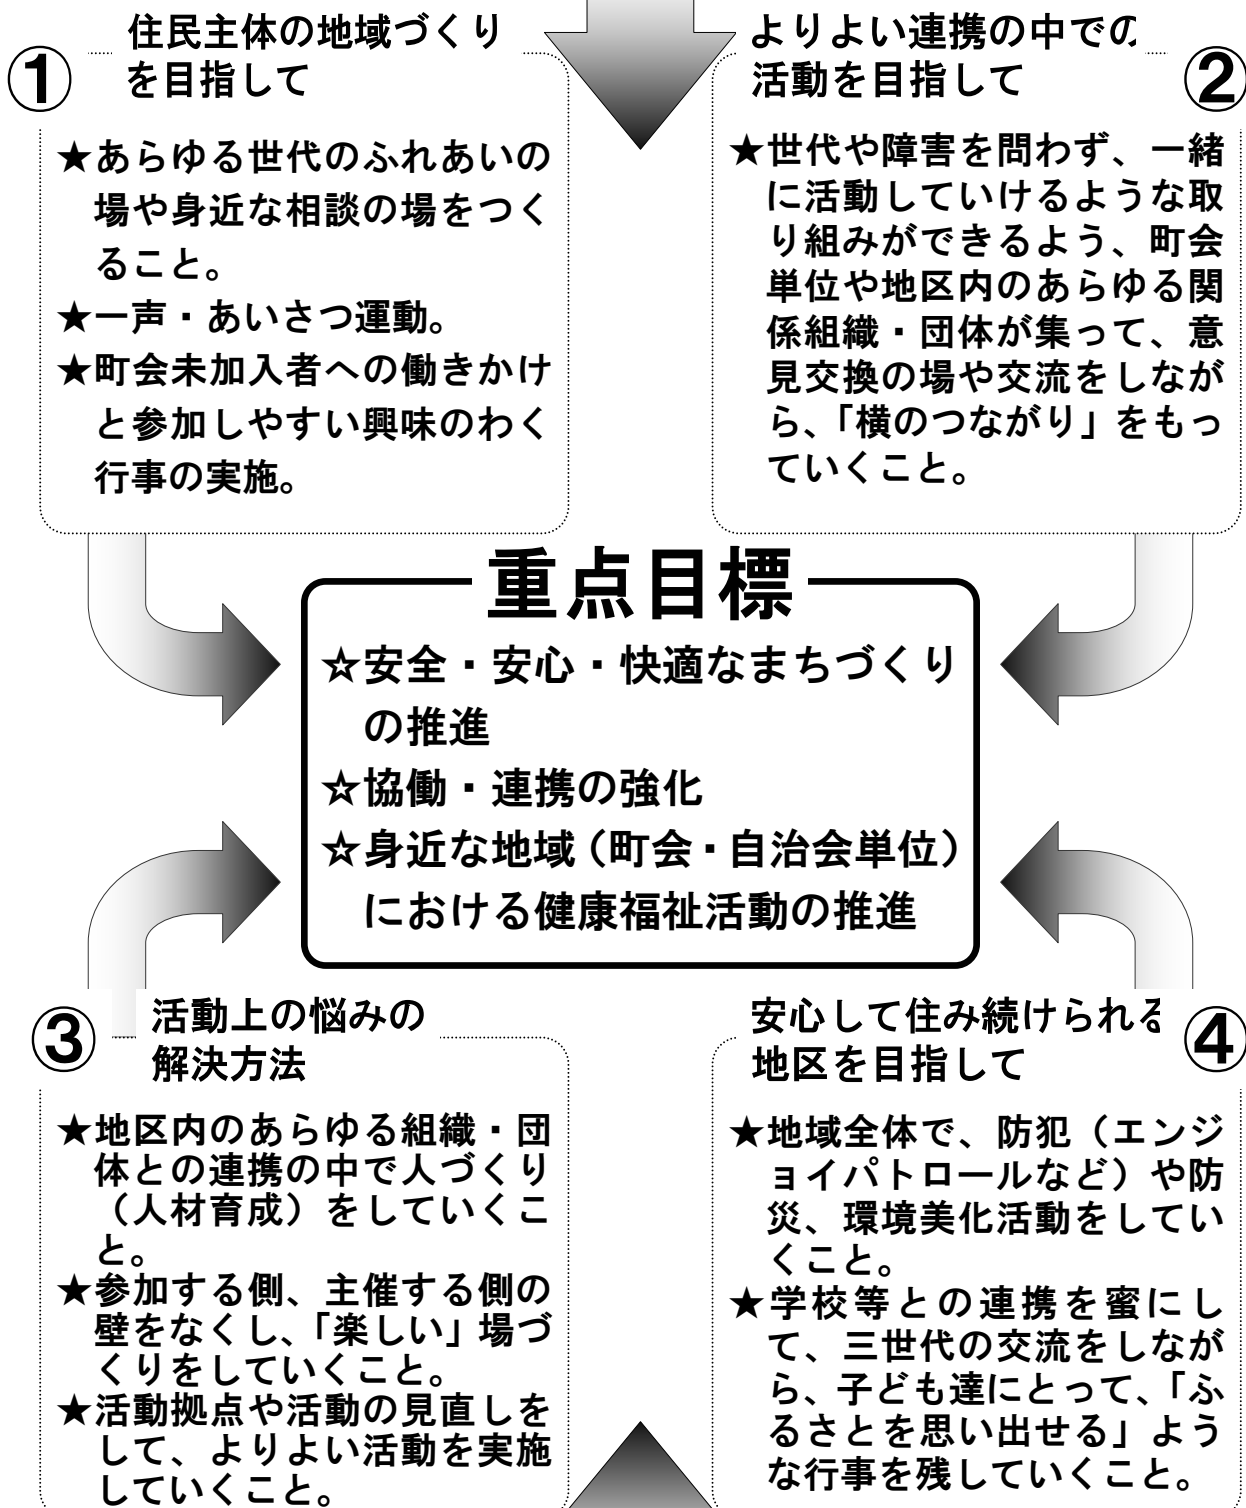 ①
住民主体の地域づくり
を目指して
★あらゆる世代のふれあいの
場や身近な相談の場をつく
ること。
★一声・あいさつ運動。
★町会未加入者への働きかけ
と参加しやすい興味のわく
行事の実施。
②
よりよい連携の中での
活動を目指して
★世代や障害を問わず、一緒
に活動していけるような取
り組みができるよう、町会
単位や地区内のあらゆる関
係組織・団体が集って、意
見交換の場や交流をしなが
ら、「横のつながり」をもっ
ていくこと。
重点目標
☆安全・安心・快適なまちづくり
の推進
☆協働・連携の強化
☆身近な地域（町会・自治会単位）
における健康福祉活動の推進
③
活動上の悩みの
解決方法
★地区内のあらゆる組織・団
体との連携の中で人づくり
（人材育成）をしていくこ
と。
★参加する側、主催する側の
壁をなくし、「楽しい」場づ
くりをしていくこと。
★活動拠点や活動の見直しを
して、よりよい活動を実施
していくこと。
④
安心して住み続けられる
地区を目指して
★地域全体で、防犯（エンジ
ョイパトロールなど）や防
災、環境美化活動をしてい
くこと。
★学校等との連携を蜜にし
て、三世代の交流をしなが
ら、子ども達にとって、「ふ
るさとを思い出せる」よう
な行事を残していくこと。